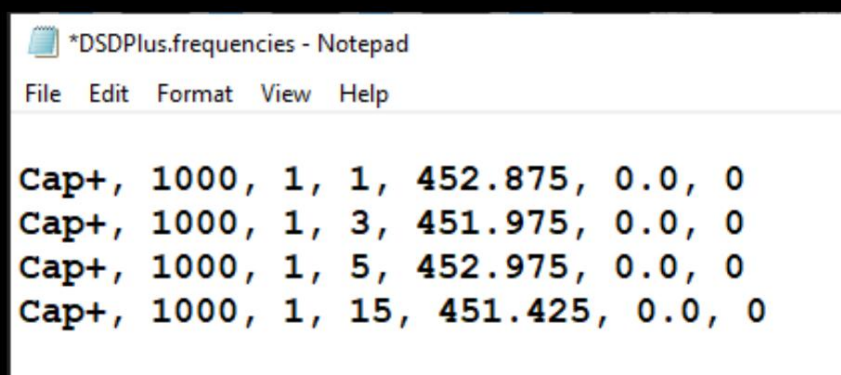 *DSDPlus.frequencies - Notepad
File Edit Format View Help
Cap+, 1000, 1, 1, 452.875, 0.0, 0
Cap+, 1000, 1, 3, 451.975, 0.0, 0
Cap+, 1000, 1, 5, 452.975, 0.0, 0
Cap+, 1000, 1, 15, 451.425, 0.0, 0